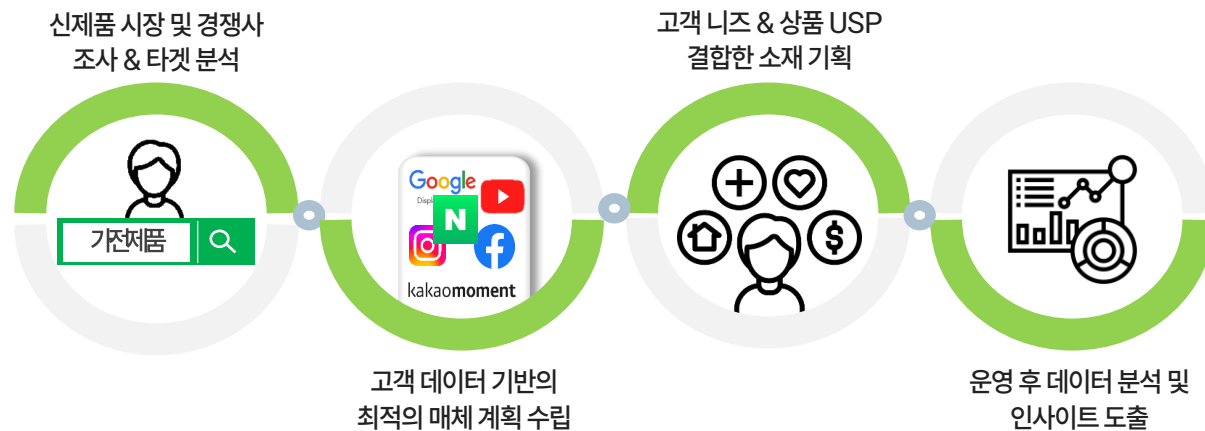 신제품 시장 및 경쟁사
조사 & 타겟 분석
가전제품
고객 데이터 기반의
최적의 매체 계획 수립
Google
Displ
N
kakaomoment
고객 니즈 & 상품 USP
결합한 소재 기획
$
운영 후 데이터 분석 및
인사이트 도출